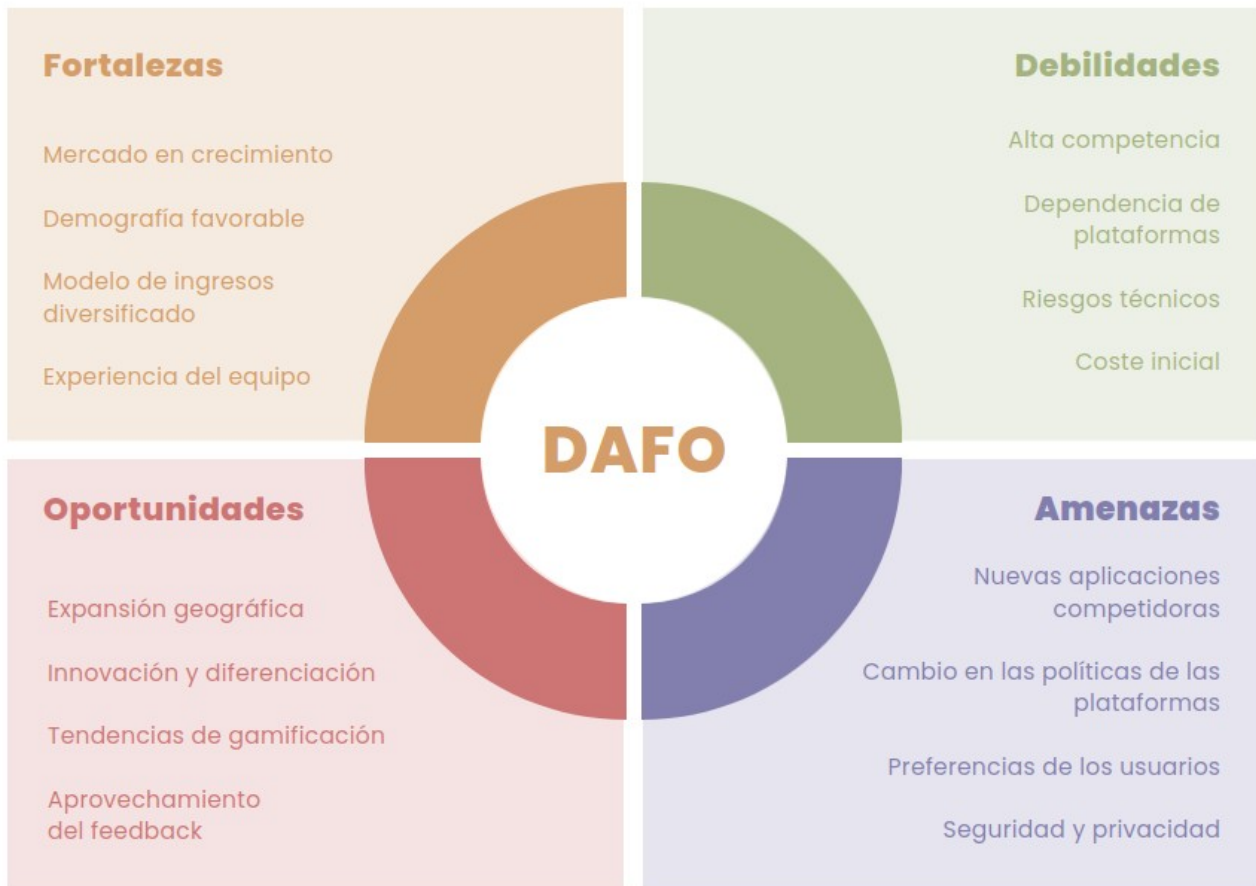 Fortalezas
Mercado en crecimiento
Demografía favorable
Modelo de ingresos
diversificado
Experiencia del equipo
Debilidades
Alta competencia
Dependencia de
plataformas
Riesgos técnicos
Coste inicial
DAFO
Oportunidades
Expansión geográfica
Innovación y diferenciación
Tendencias de gamificación
Aprovechamiento
del feedback
Amenazas
Nuevas aplicaciones
competidoras
Cambio en las políticas de las
plataformas
Preferencias de los usuarios
Seguridad y privacidad